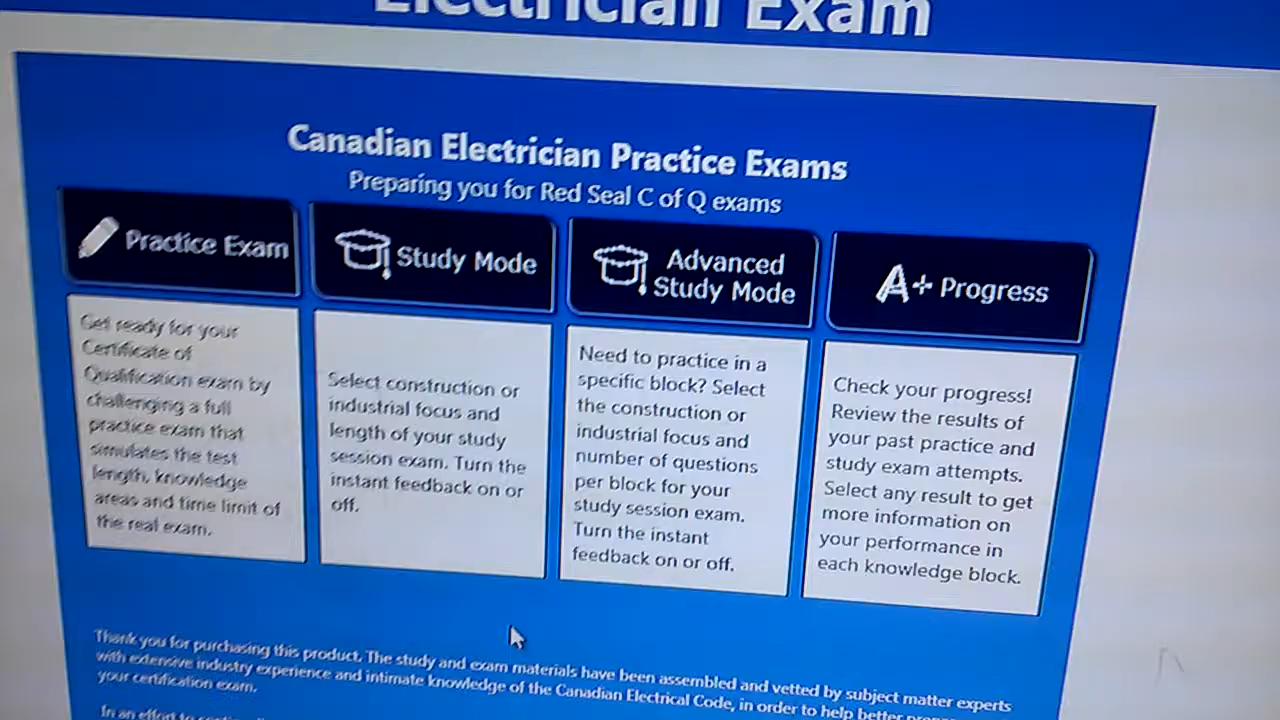 Electrician Exam
Canadian Electrician Practice Exams
Preparing you for Red Seal C of Q exams
Practice Exam
Get ready for your
Certificate of
Qualification exam by
challenging a full
practice exam that
simulates the test
length, knowledge
areas and time limit of
the real exam.
Study Mode
Select construction or
industrial focus and
length of your study
session exam. Turn the
instant feedback on or
off.
Advanced
Study Mode
Need to practice in a
specific block? Select
the construction or
industrial focus and
number of questions
per block for your
study session exam.
Turn the instant
feedback on or off.
A+ Progress
Check your progress!
Review the results of
your past practice and
study exam attempts.
Select any result to get
more information on
your performance in
each knowledge block.
Thank you for purchasing this product. The study and exam materials have been assembled and vetted by subject matter experts
with extensive industry experience and intimate knowledge of the Canadian Electrical Code, in order to help better
your certification exam.
In an effort to